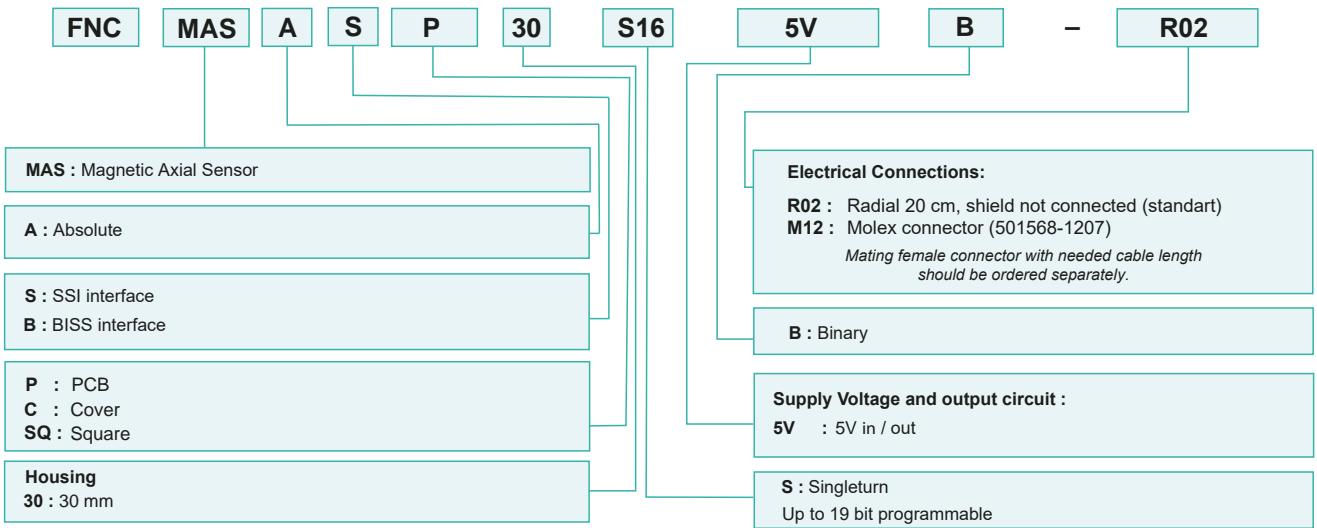 FNC MAS A S P 30 S16 5V B – R02
MAS : Magnetic Axial Sensor
A : Absolute
S : SSI interface
B : BISS interface
P : PCB
C : Cover
SQ : Square
Housing
30 : 30 mm
Electrical Connections:
R02 : Radial 20 cm, shield not connected (standart)
M12 : Molex connector (501568-1207)
Mating female connector with needed cable length
should be ordered separately.
B : Binary
Supply Voltage and output circuit :
5V : 5V in / out
S : Singleturn
Up to 19 bit programmable